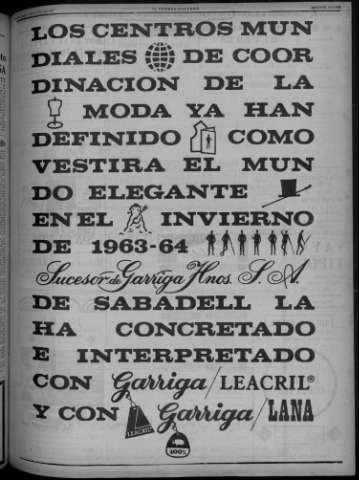 LOS CENTROS MUN
DIALES DE COOR
DINACION DE LA
MODA YA HAN
DEFINIDO COMO
VESTIRA EL MUN
DO ELEGANTE
EN EL INVIERNO
DE 1963-64
Sucesor de Garriga Hnos. S. A.
DE SABADELL LA
HA CONCRETADO
E INTERPRETADO
CON Garriga/LEACRIL®
Y CON Garriga/LANA
LEACRIL
100%